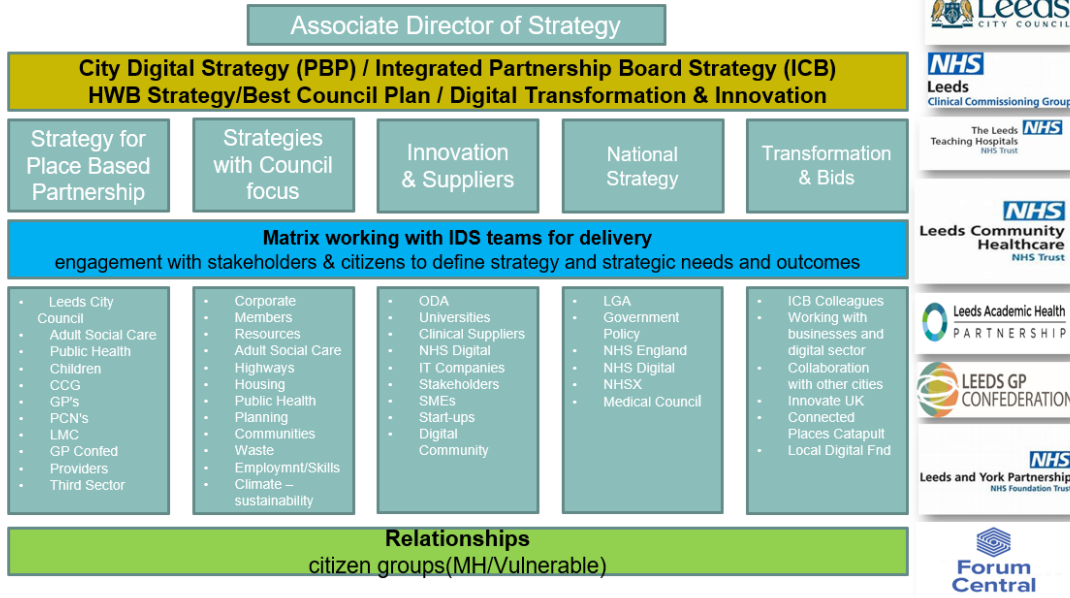 Associate Director of Strategy
City Digital Strategy (PBP) / Integrated Partnership Board Strategy (ICB)
HWB Strategy/Best Council Plan / Digital Transformation & Innovation
Strategy for
Place Based
Partnership
Strategies
with Council
focus
Innovation
& Suppliers
National
Strategy
Transformation
& Bids
Matrix working with IDS teams for delivery
engagement with stakeholders & citizens to define strategy and strategic needs and outcomes
• Leeds City
Council
• Adult Social Care
• Public Health
• Children
• CCG
• GP's
• PCN's
• LMC
• GP Confed
• Providers
• Third Sector
• Corporate
• Members
• Resources
• Adult Social Care
• Highways
• Housing
• Public Health
• Planning
• Communities
• Waste
• Employmnt/Skills
• Climate –
sustainability
• ODA
• Universities
• Clinical Suppliers
• NHS Digital
• IT Companies
• Stakeholders
• SMEs
• Start-ups
• Digital
Community
• LGA
• Government
Policy
• NHS England
• NHS Digital
• NHSX
• Medical Council
• ICB Colleagues
• Working with
businesses and
digital sector
• Collaboration
with other cities
• Innovate UK
• Connected
Places Catapult
• Local Digital Fnd
Relationships
citizen groups(MH/Vulnerable)
Leeds
CITY COUNCIL
NHS
Leeds
Clinical Commissioning Group
The Leeds NHS
Teaching Hospitals
NHS Trust
NHS
Leeds Community
Healthcare
NHS Trust
Leeds Academic Health
PARTNERSHIP
LEEDS GP
CONFEDERATION
NHS
Leeds and York Partnership
NHS Foundation Trust
Forum
Central